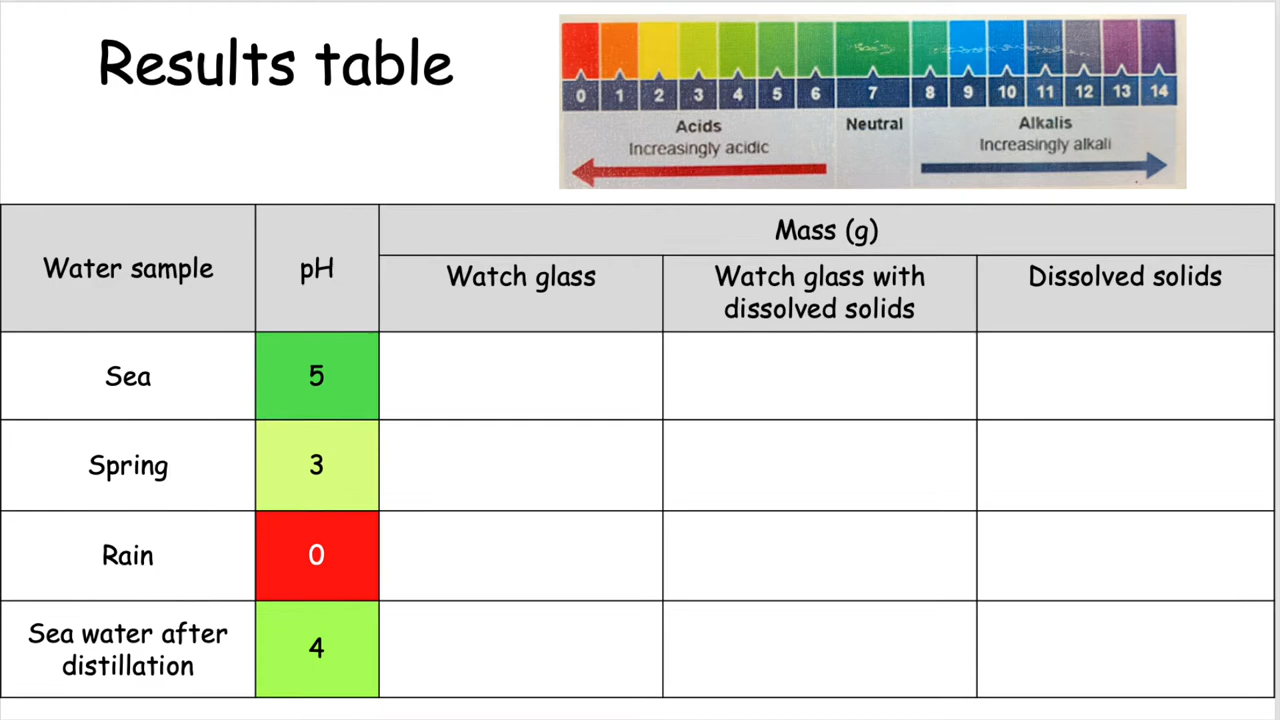 Results table
0 1 2 3 4 5 6 7 8 9 10 11 12 13 14
Acids Neutral Alkalis
Increasingly acidic Increasingly alkali
Mass (g)
Water sample pH Watch glass Watch glass with Dissolved solids
dissolved solids
Sea 5
Spring 3
Rain 0
Sea water after
distillation 4